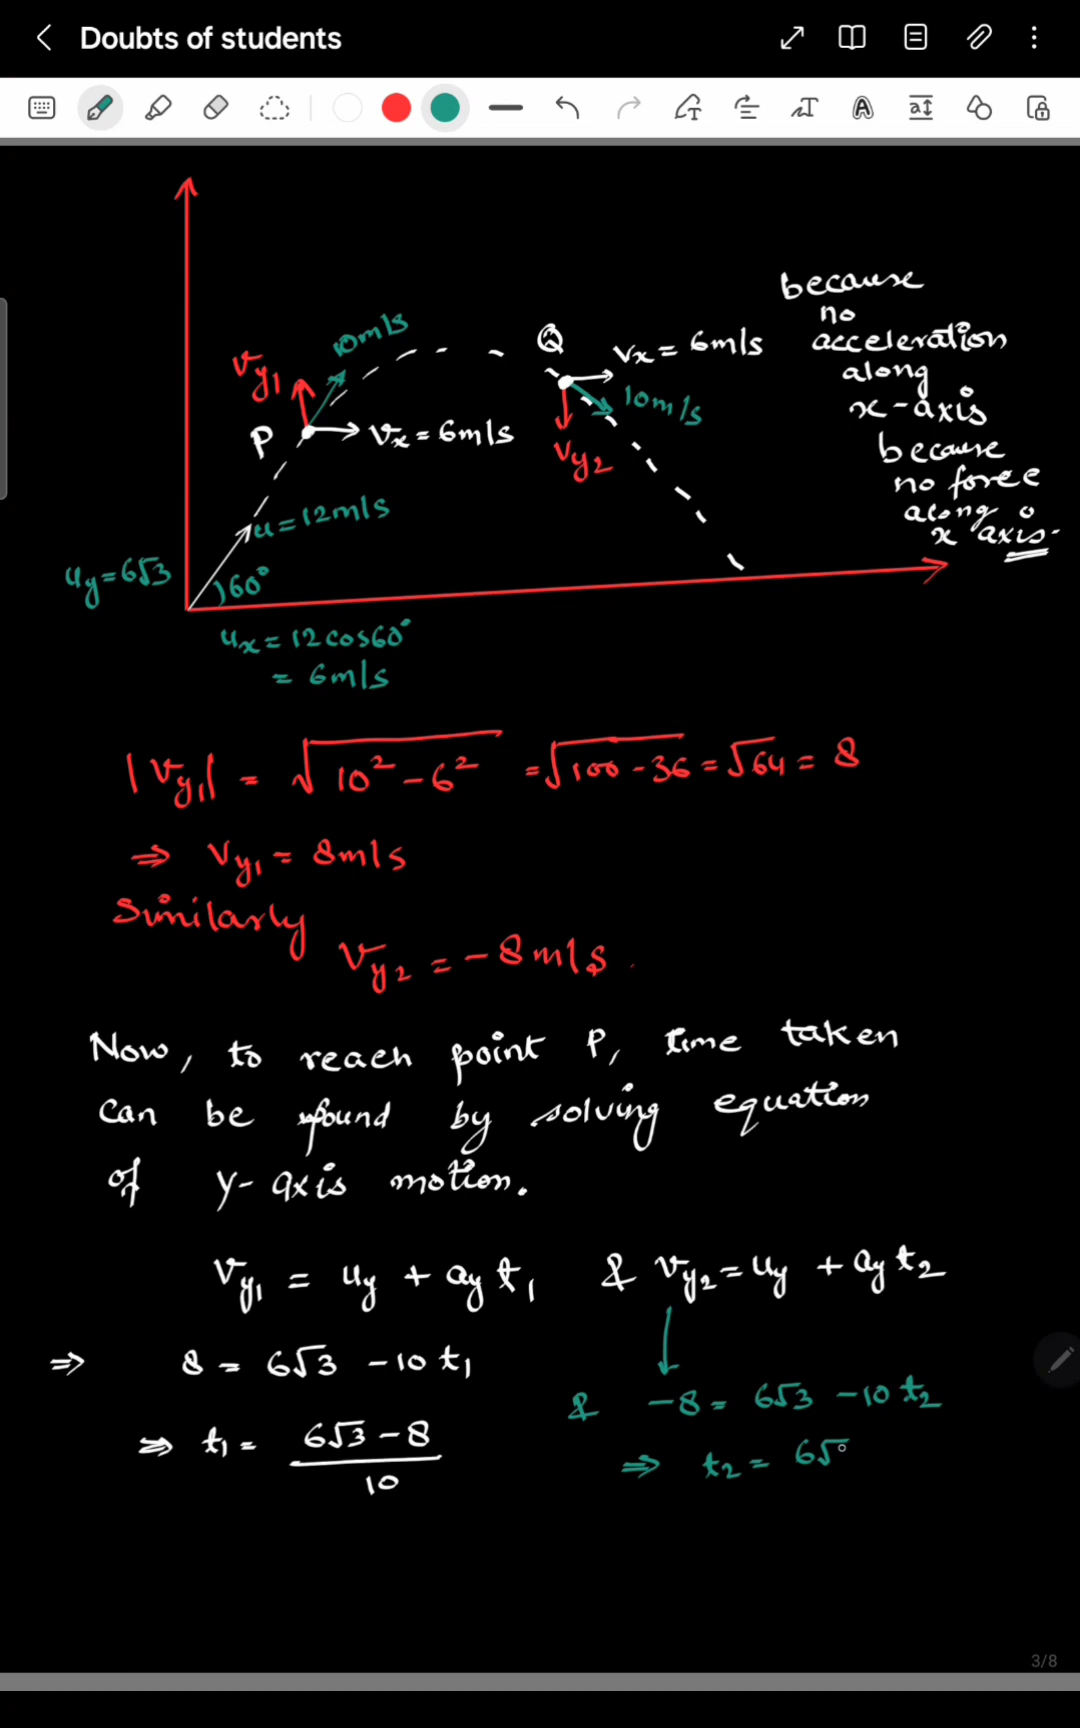 Doubts of students
because
no
acceleration
along
x-axis
because
no force
along
x axis.
10m/s
Vy1
P
Vx = 6m/s
Q
Vx = 6m/s
10m/s
Vy2
u=12m/s
uy=6√3
60°
ux = 12cos60°
= 6m/s
|Vy1| = √10²-6² = √100-36 = √64 = 8
⇒ Vy1 = 8m/s
Similarly
Vy2 = -8m/s.
Now, to reach point P, time taken
can be found by solving equation
of y-axis motion.
Vy1 = uy + ay t1 & Vy2 = uy + ay t2
⇒ 8 = 6√3 - 10 t1
& -8 = 6√3 - 10 t2
⇒ t1 = 6√3 - 8
10
⇒ t2 = 6√
3/8